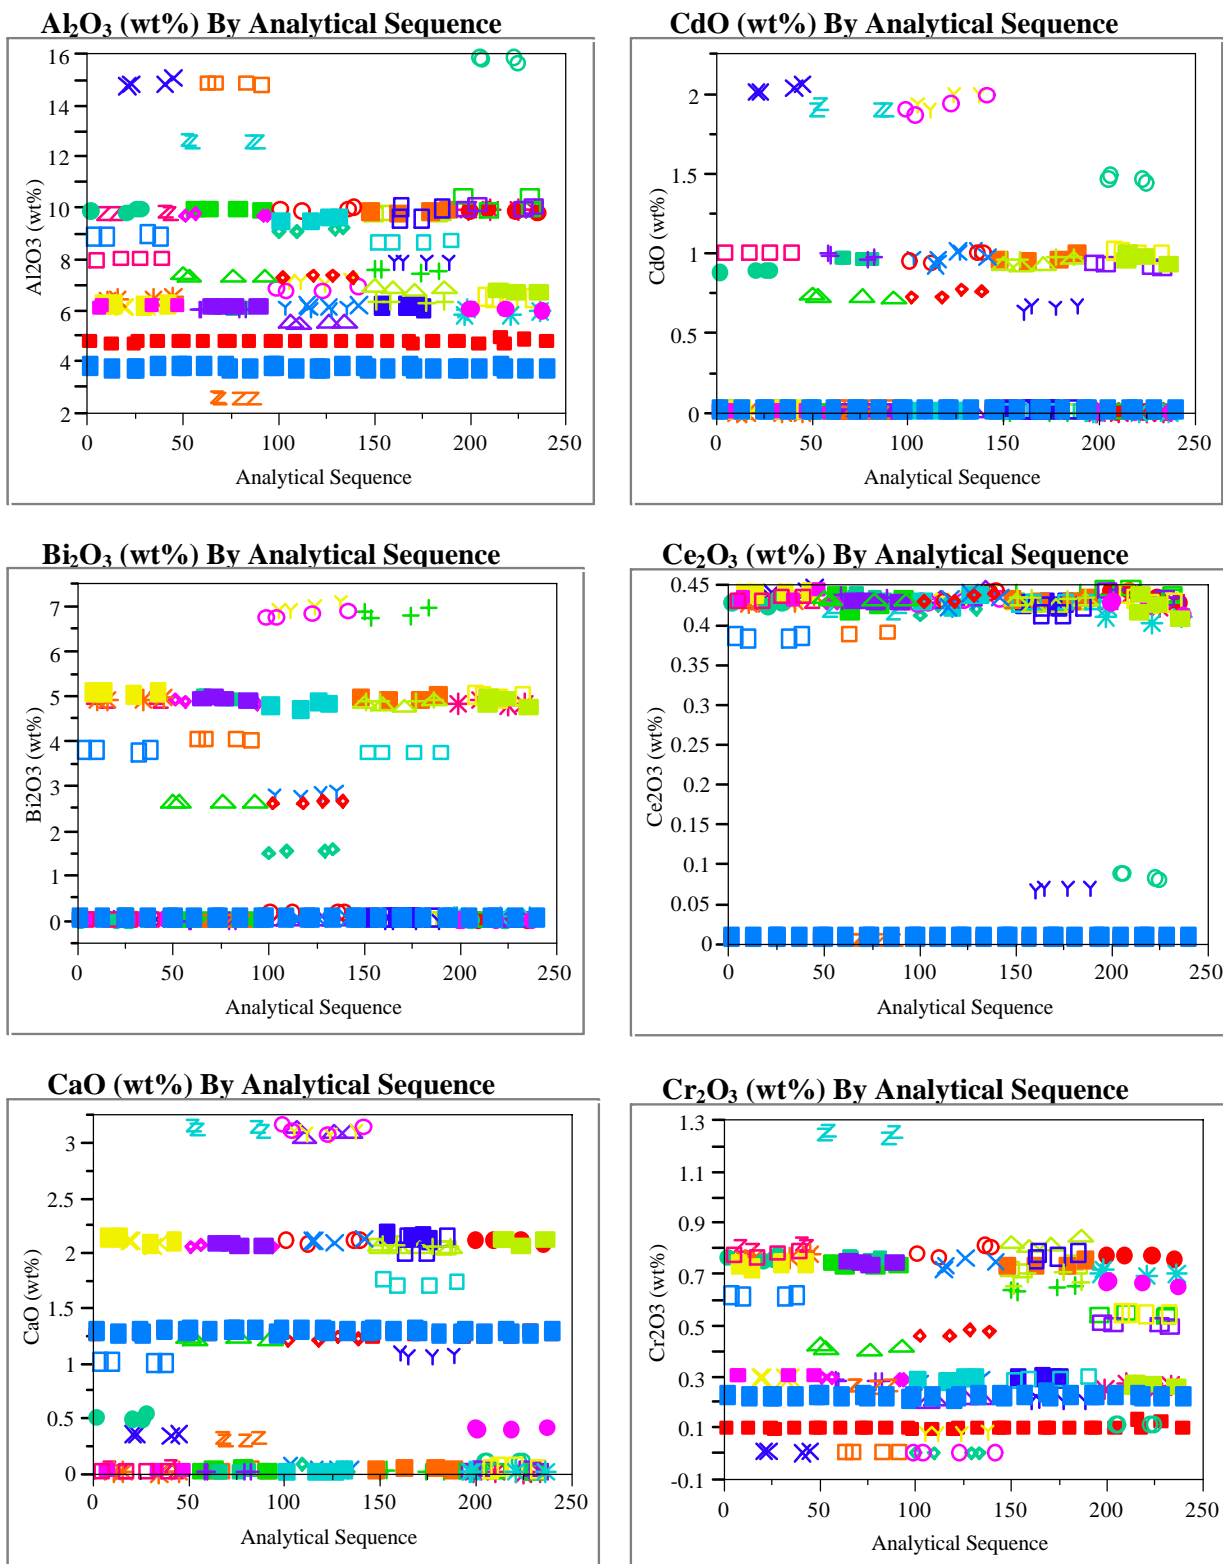 Al₂O₃ (wt%) By Analytical Sequence
16
14
12
10
8
6
4
2
Al2O3 (wt%)
0 50 100 150 200 250
Analytical Sequence
CdO (wt%) By Analytical Sequence
2
1.5
1
0.5
0
CdO (wt%)
0 50 100 150 200 250
Analytical Sequence
Bi₂O₃ (wt%) By Analytical Sequence
7
6
5
4
3
2
1
0
Bi2O3 (wt%)
0 50 100 150 200 250
Analytical Sequence
Ce₂O₃ (wt%) By Analytical Sequence
0.45
0.4
0.35
0.3
0.25
0.2
0.15
0.1
0.05
0
Ce2O3 (wt%)
0 50 100 150 200 250
Analytical Sequence
CaO (wt%) By Analytical Sequence
3
2.5
2
1.5
1
0.5
0
CaO (wt%)
0 50 100 150 200 250
Analytical Sequence
Cr₂O₃ (wt%) By Analytical Sequence
1.3
1.1
0.9
0.7
0.5
0.3
0.1
-0.1
Cr2O3 (wt%)
0 50 100 150 200 250
Analytical Sequence